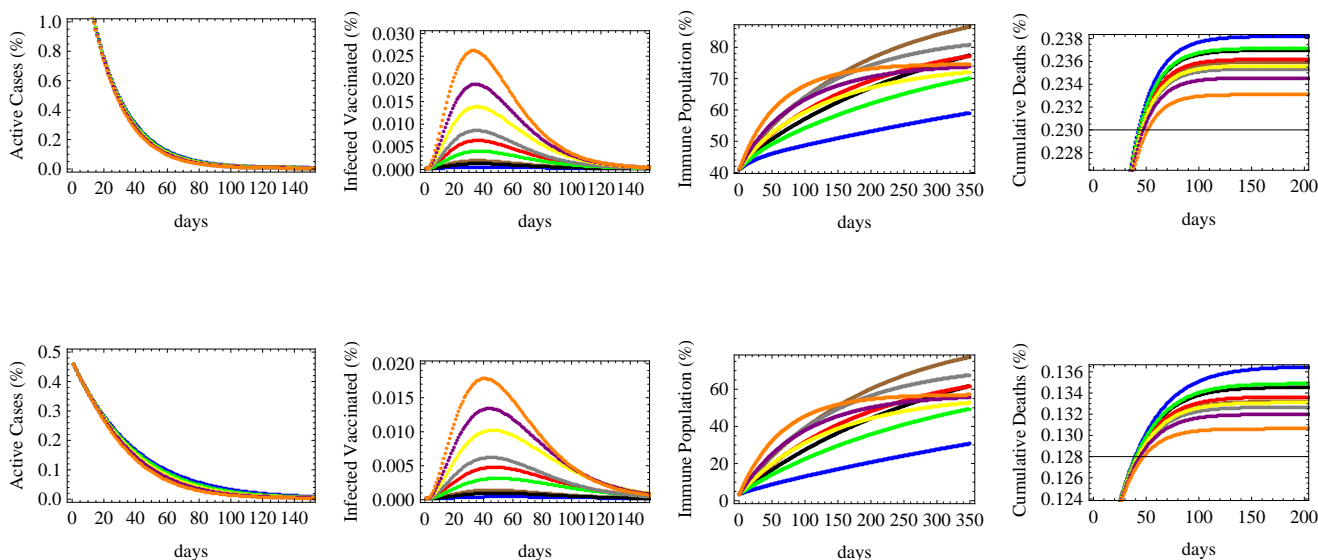 Active Cases (%)
1.0
0.8
0.6
0.4
0.2
0.0
0 20 40 60 80 100 120 140
days
Infected Vaccinated (%)
0.030
0.025
0.020
0.015
0.010
0.005
0.000
0 20 40 60 80 100 120 140
days
Immune Population (%)
80
70
60
50
40
0 50 100 150 200 250 300 350
days
Cumulative Deaths (%)
0.238
0.236
0.234
0.232
0.230
0.228
0 50 100 150 200
days
Active Cases (%)
0.5
0.4
0.3
0.2
0.1
0.0
0 20 40 60 80 100 120 140
days
Infected Vaccinated (%)
0.020
0.015
0.010
0.005
0.000
0 20 40 60 80 100 120 140
days
Immune Population (%)
60
40
20
0
0 50 100 150 200 250 300 350
days
Cumulative Deaths (%)
0.136
0.134
0.132
0.130
0.128
0.126
0.124
0 50 100 150 200
days